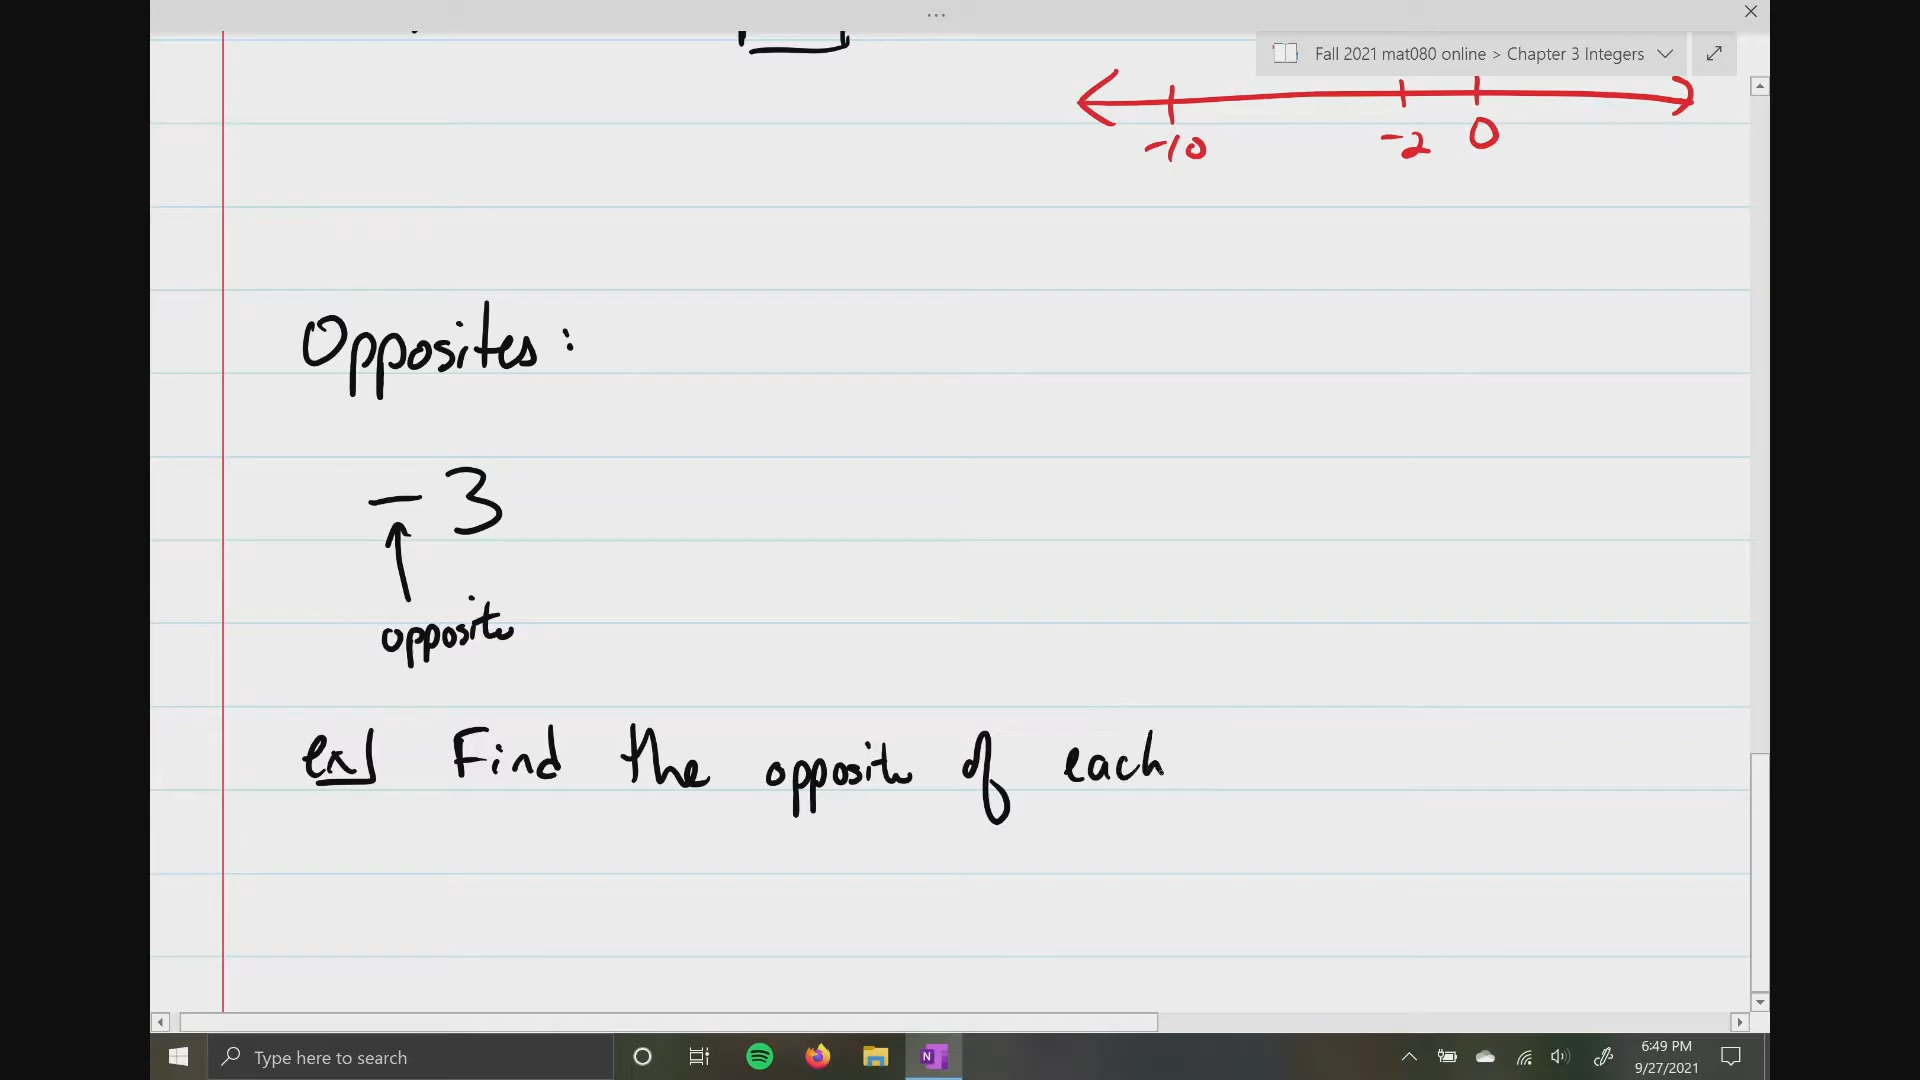 Fall 2021 mat080 online > Chapter 3 Integers
-10 -2 0
Opposites:
-3
opposite
ex] Find the opposite of each
Type here to search
6:49 PM
9/27/2021